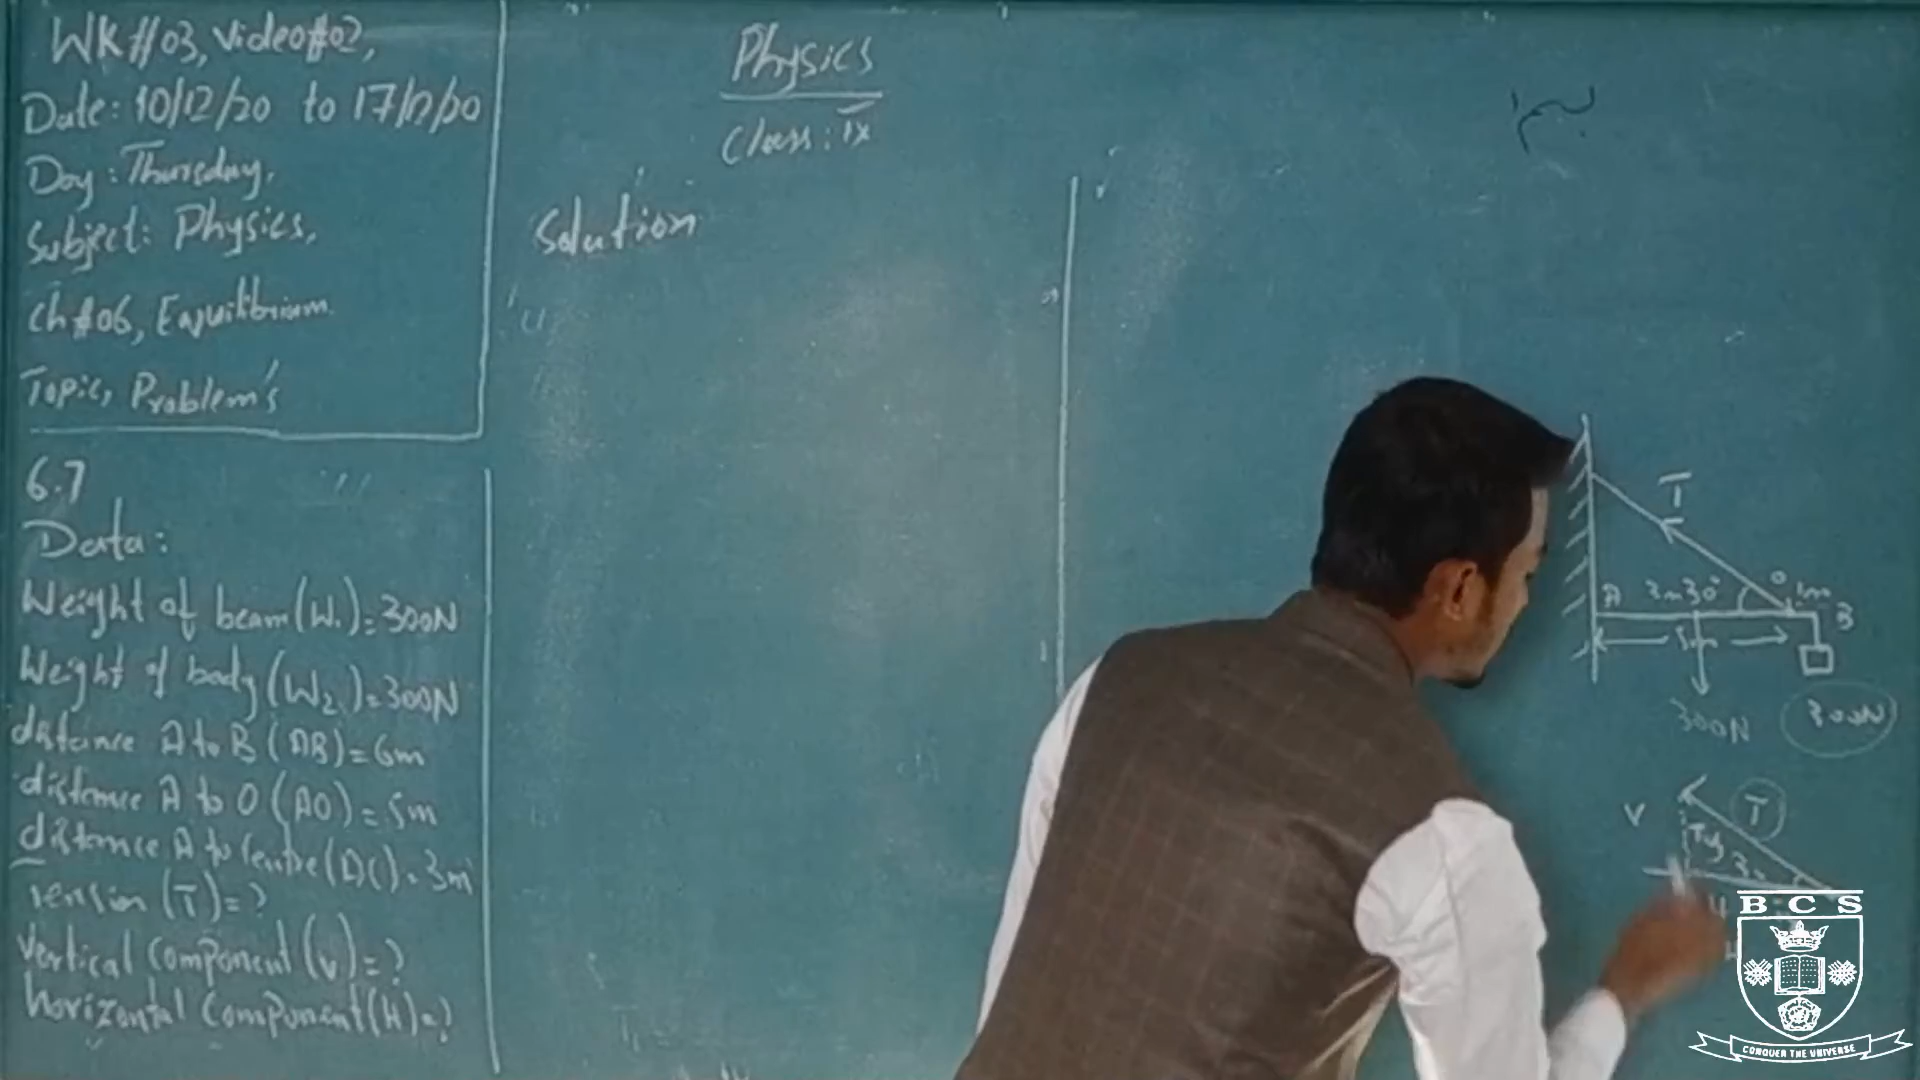 WK#03, Video#02,
Date: 10/12/20 to 17/12/20
Day: Thursday,
Subject: Physics,
Ch#06, Equilibrium
Topic, Problem's
Physics
Class: IX
Solution
6.7
Data:
Weight of beam (W₁) = 300N
Weight of body (W₂) = 300N
distance A to B (AB) = 6m
distance A to O (AO) = 5m
distance A to Centre (AC) = 3m
Tension (T) = ?
Vertical Component (V) = ?
horizontal Component (H) = ?
T
A 3m 30° O 1m B
5m
300N 300N
V T
Ty 30
H
BCS
CONQUER THE UNIVERSE